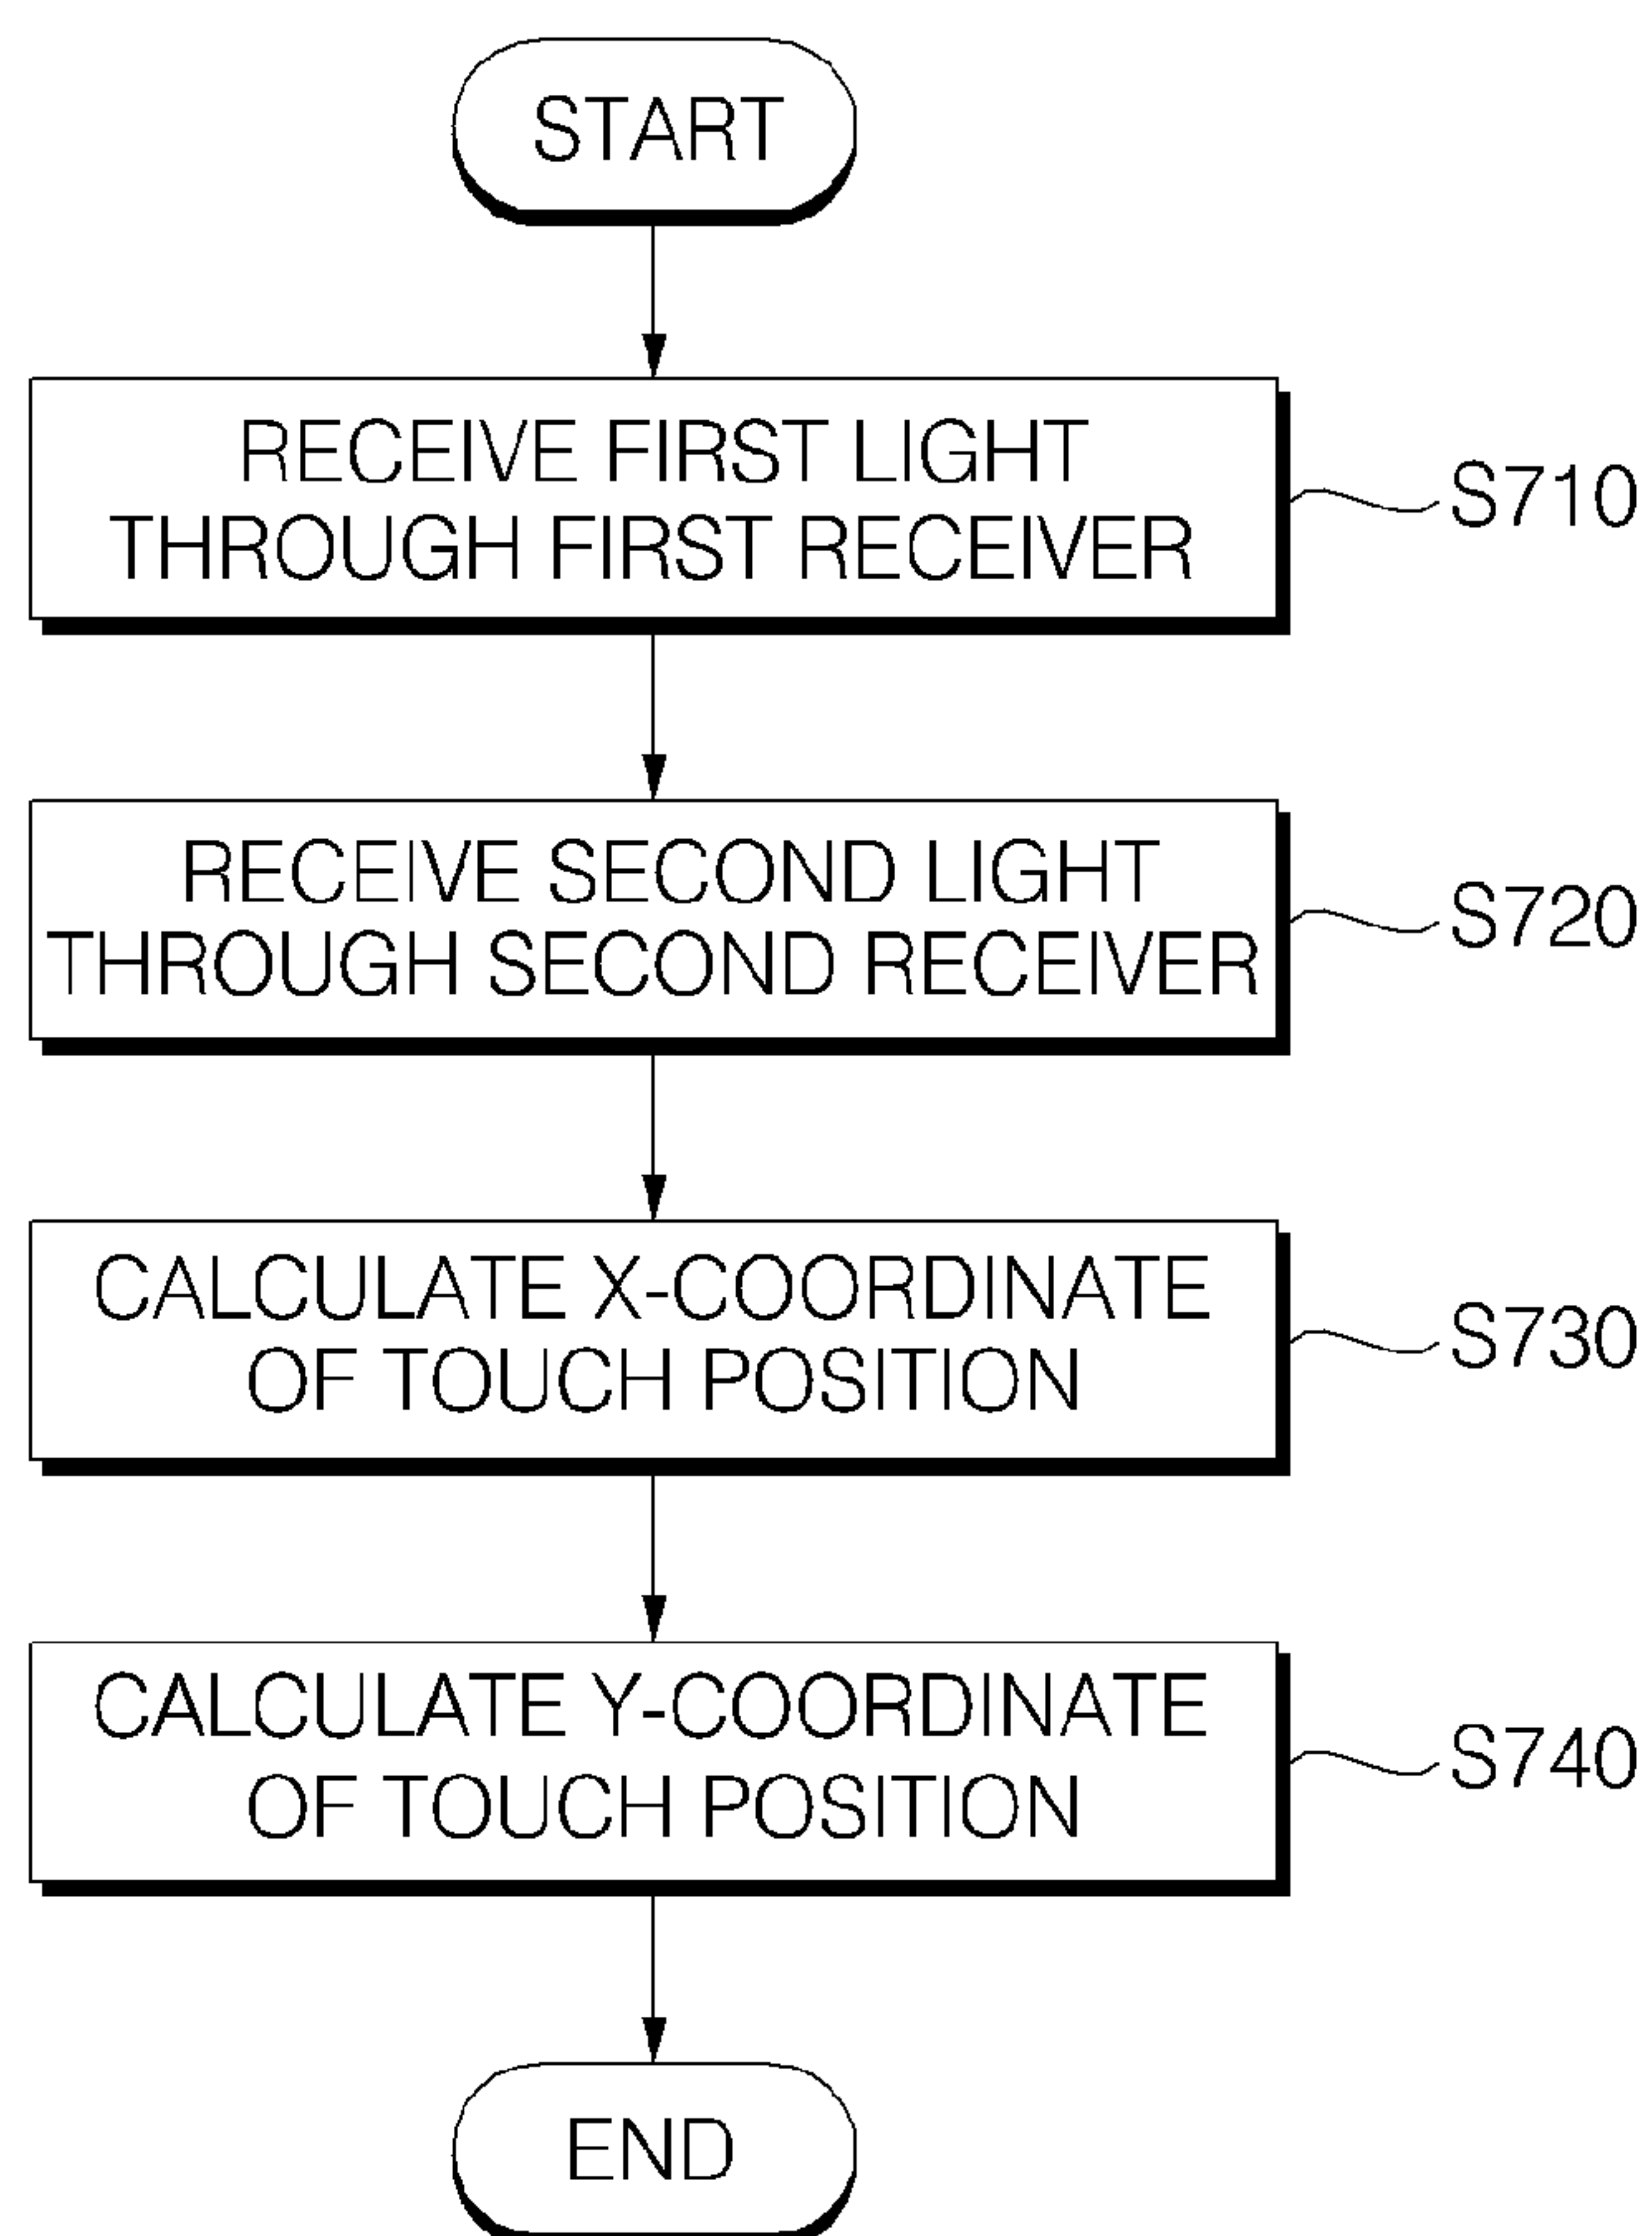 START
RECEIVE FIRST LIGHT
THROUGH FIRST RECEIVER
S710
RECEIVE SECOND LIGHT
THROUGH SECOND RECEIVER
S720
CALCULATE X-COORDINATE
OF TOUCH POSITION
S730
CALCULATE Y-COORDINATE
OF TOUCH POSITION
S740
END